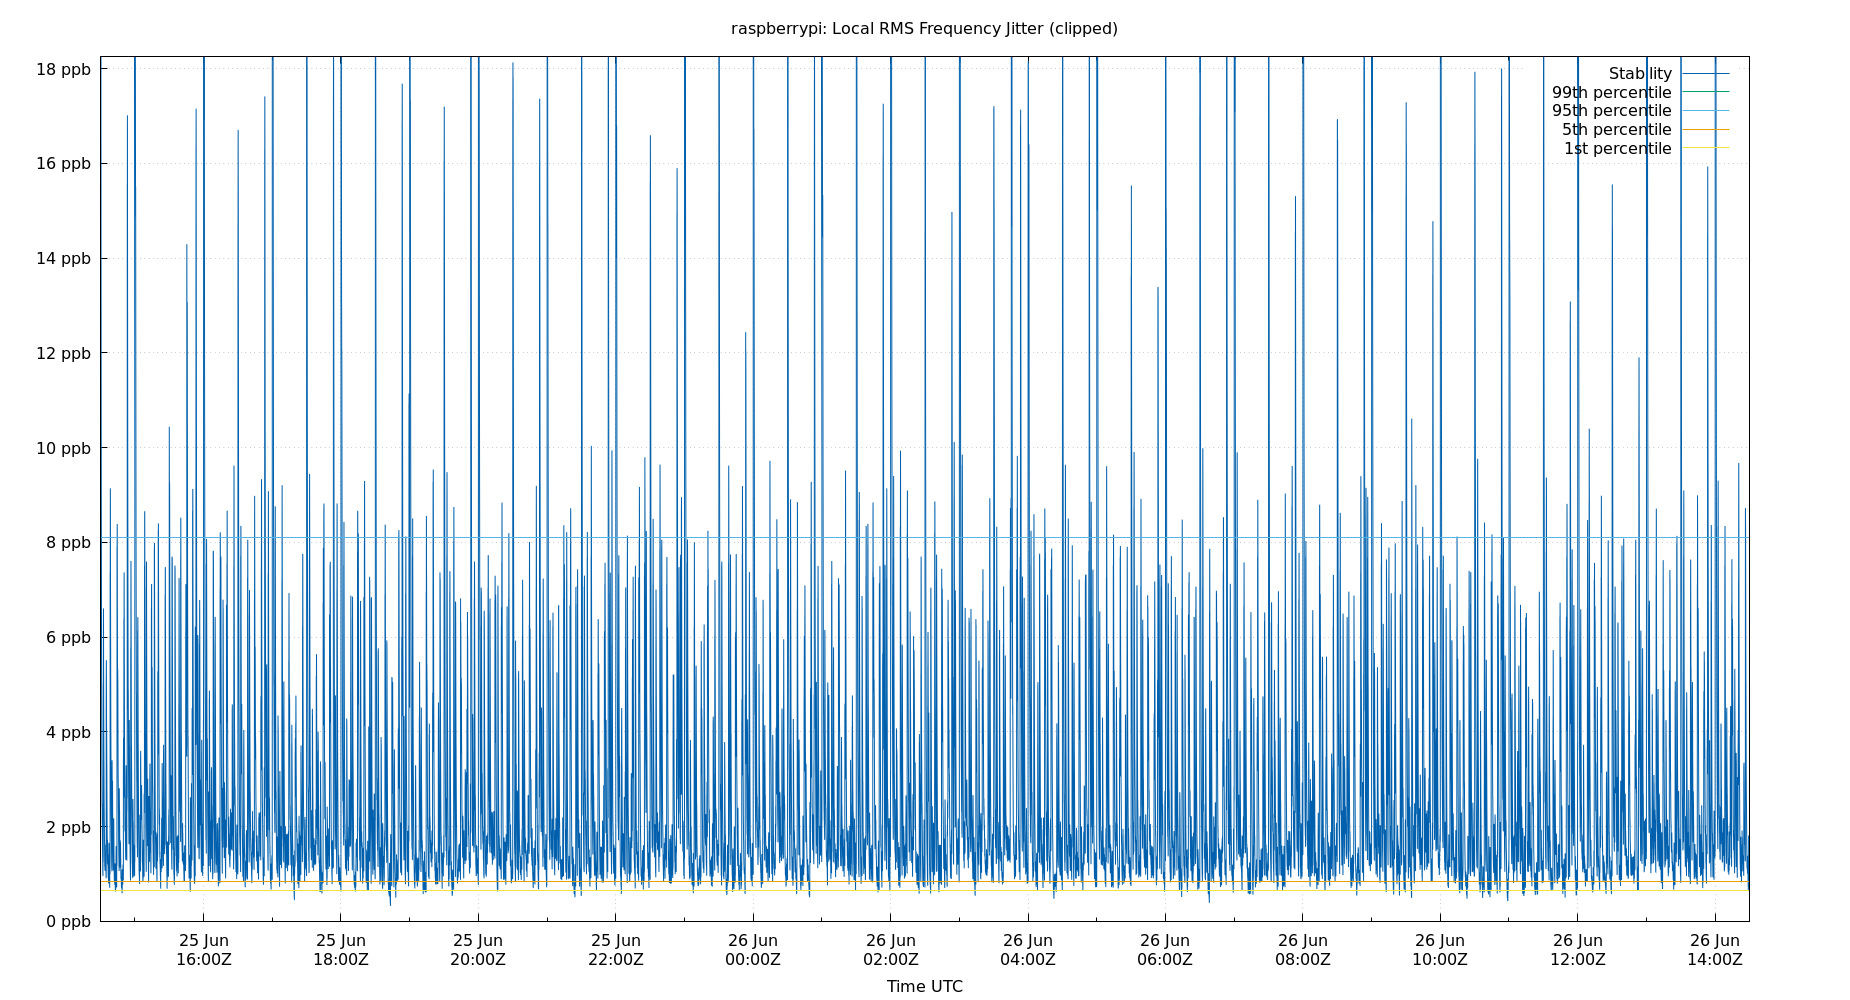 raspberrypi: Local RMS Frequency Jitter (clipped)
18 ppb
16 ppb
14 ppb
12 ppb
10 ppb
8 ppb
6 ppb
4 ppb
2 ppb
0 ppb
Stability
99th percentile
95th percentile
5th percentile
1st percentile
25 Jun 25 Jun 25 Jun 25 Jun 26 Jun 26 Jun 26 Jun 26 Jun 26 Jun 26 Jun 26 Jun 26 Jun
16:00Z 18:00Z 20:00Z 22:00Z 00:00Z 02:00Z 04:00Z 06:00Z 08:00Z 10:00Z 12:00Z 14:00Z
Time UTC